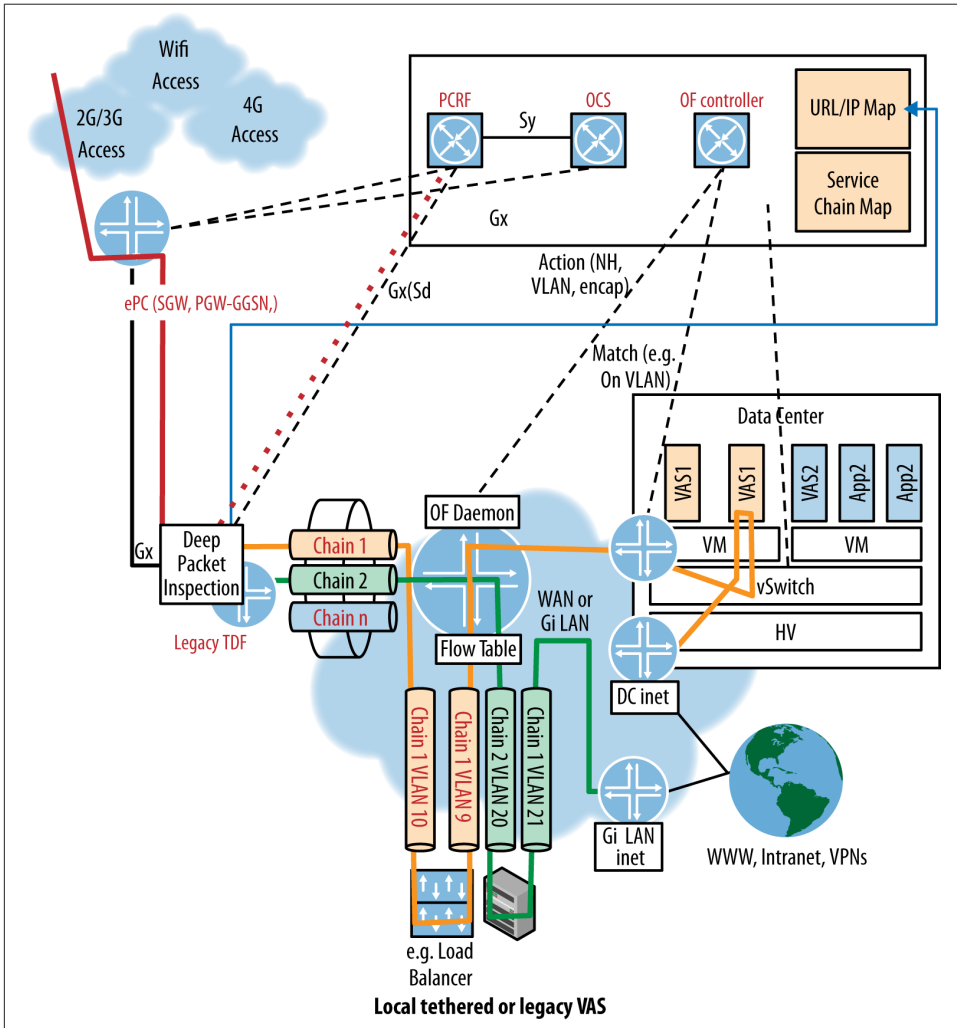 Wifi
Access
2G/3G
Access
4G
Access
PCRF
Sy
OCS
OF controller
URL/IP Map
Service
Chain Map
Gx
ePC (SGW, PGW-GGSN,)
Gx(Sd
Action (NH,
VLAN, encap)
Match (e.g.
On VLAN)
Data Center
VAS1
VAS1
VAS2
App2
App2
VM
VM
vSwitch
HV
DC inet
Gx
Deep
Packet
Inspection
Legacy TDF
Chain 1
Chain 2
Chain n
OF Daemon
Flow Table
WAN or
Gi LAN
Chain 1 VLAN 10
Chain 1 VLAN 9
Chain 2 VLAN 20
Chain 1 VLAN 21
Gi LAN
inet
WWW, Intranet, VPNs
e.g. Load
Balancer
Local tethered or legacy VAS